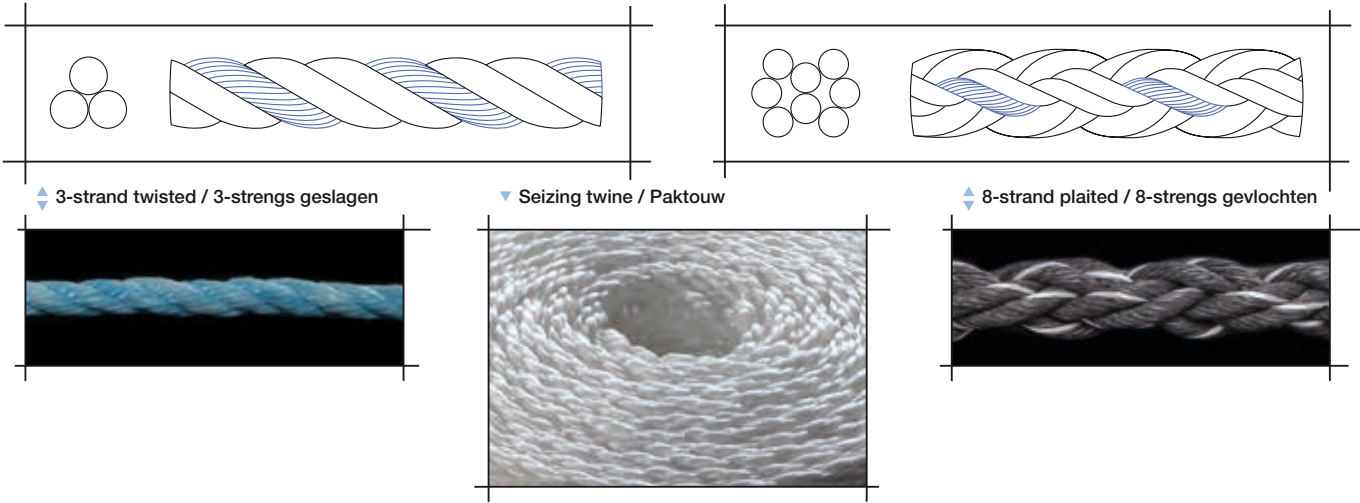 3-strand twisted / 3-strengs geslagen
Seizing twine / Paktouw
8-strand plaited / 8-strengs gevlochten